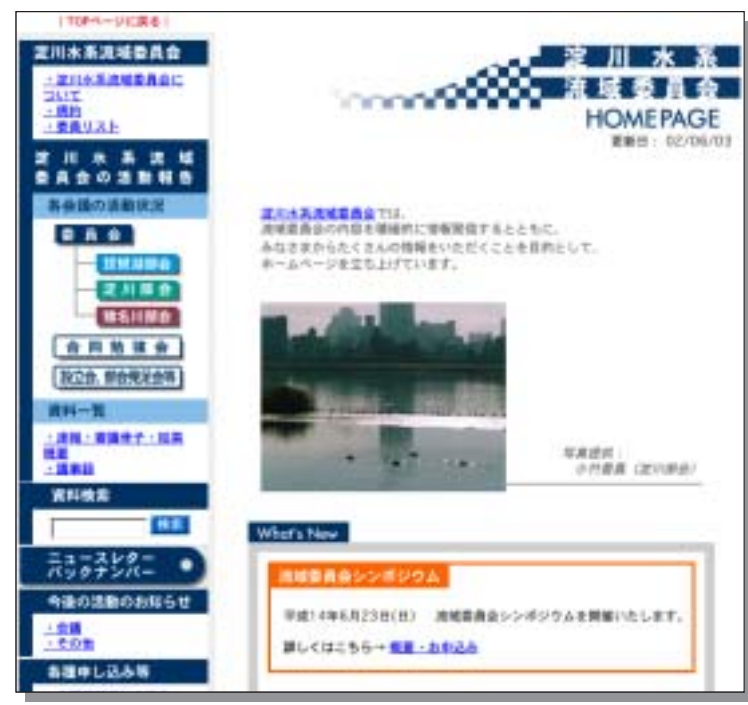 ｜TOPページに戻る｜
淀川水系流域委員会
・淀川水系流域委員会に
ついて
・規約
・委員リスト
淀川水系流域
委員会の活動報告
各会議の活動状況
委員会
琵琶湖部会
淀川部会
猪名川部会
合同勉強会
設立会、部会発足会等
資料一覧
・速報・審議骨子・結果
概要
・議事録
資料検索
検索
ニュースレター
バックナンバー
今後の活動のお知らせ
・会議
・その他
各種申し込み等
淀川水系
流域委員会
HOMEPAGE
更新日： 02/06/03
淀川水系流域委員会では、
流域委員会の内容を積極的に情報発信するとともに、
みなさまからたくさんの情報をいただくことを目的として、
ホームページを立ち上げています。
写真提供：
小竹委員（淀川部会）
What's New
流域委員会シンポジウム
平成14年6月23日(日)　流域委員会シンポジウムを開催いたします。
詳しくはこちら→概要・お申込み